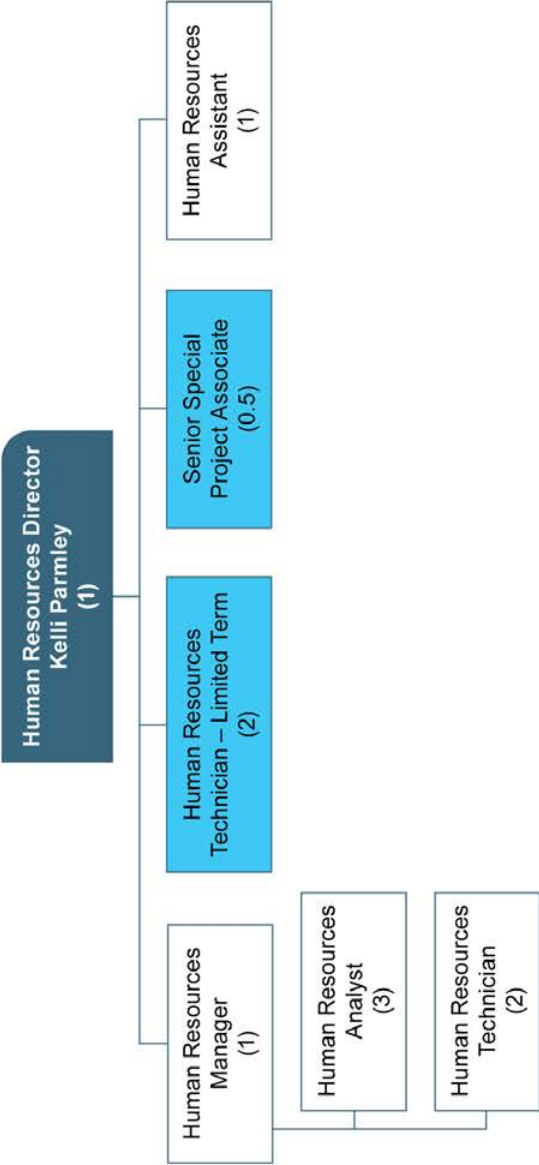 Human Resources Director
Kelli Parmley
(1)
Human Resources
Manager
(1)
Human Resources
Technician – Limited Term
(2)
Senior Special
Project Associate
(0.5)
Human Resources
Assistant
(1)
Human Resources
Analyst
(3)
Human Resources
Technician
(2)